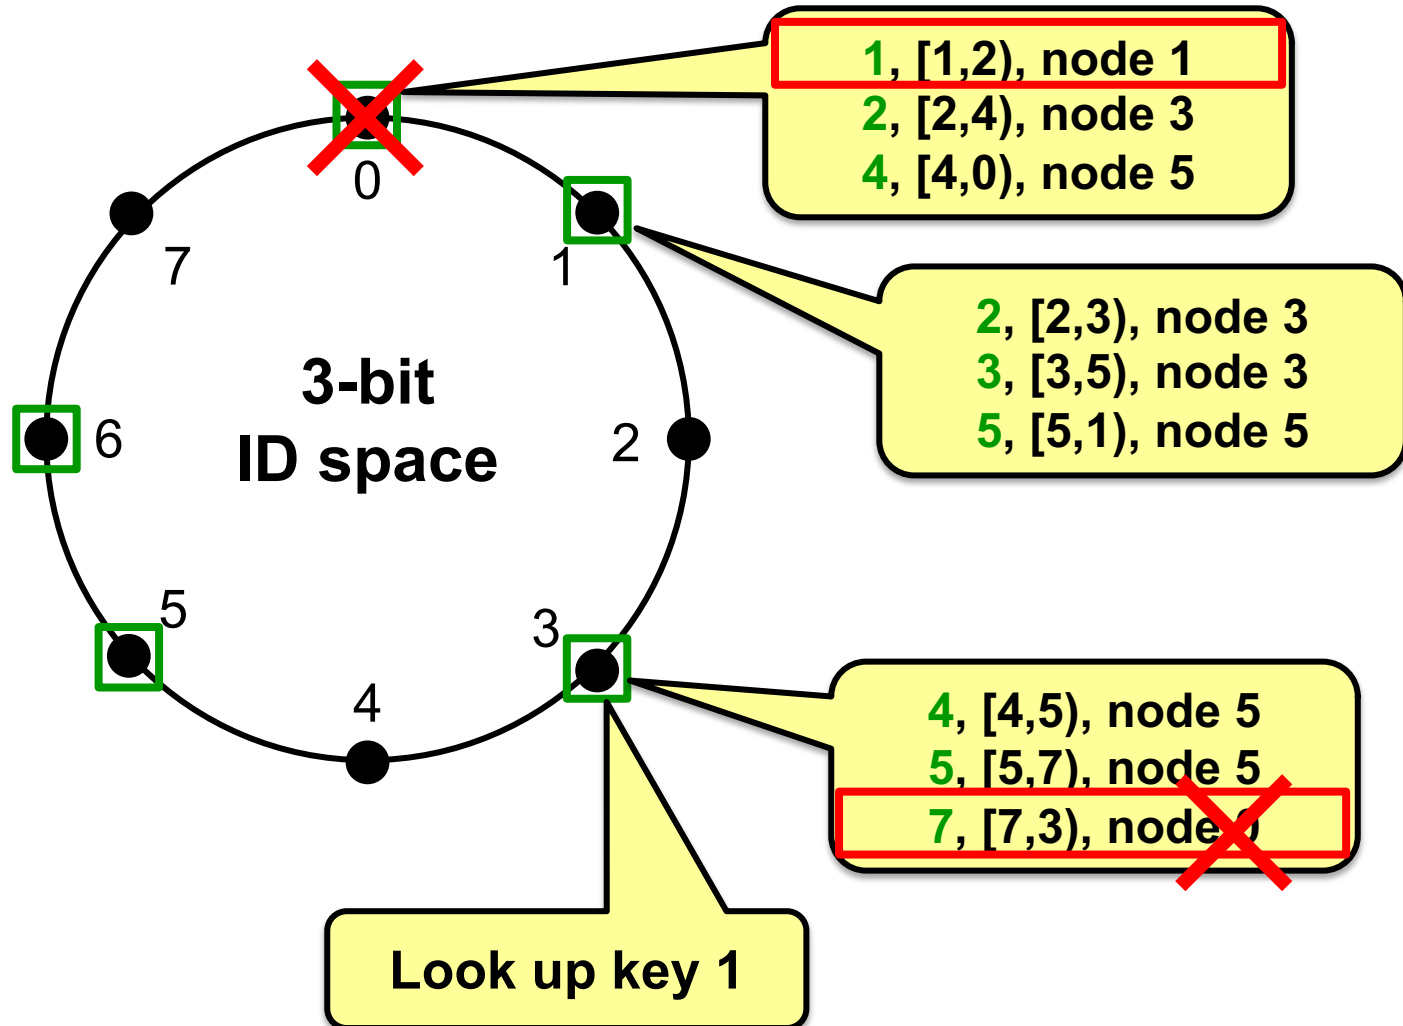 1, [1,2), node 1
2, [2,4), node 3
4, [4,0), node 5
0
7
1
2, [2,3), node 3
3, [3,5), node 3
5, [5,1), node 5
3-bit
ID space
6
2
5
3
4
4, [4,5), node 5
5, [5,7), node 5
7, [7,3), node 0
Look up key 1